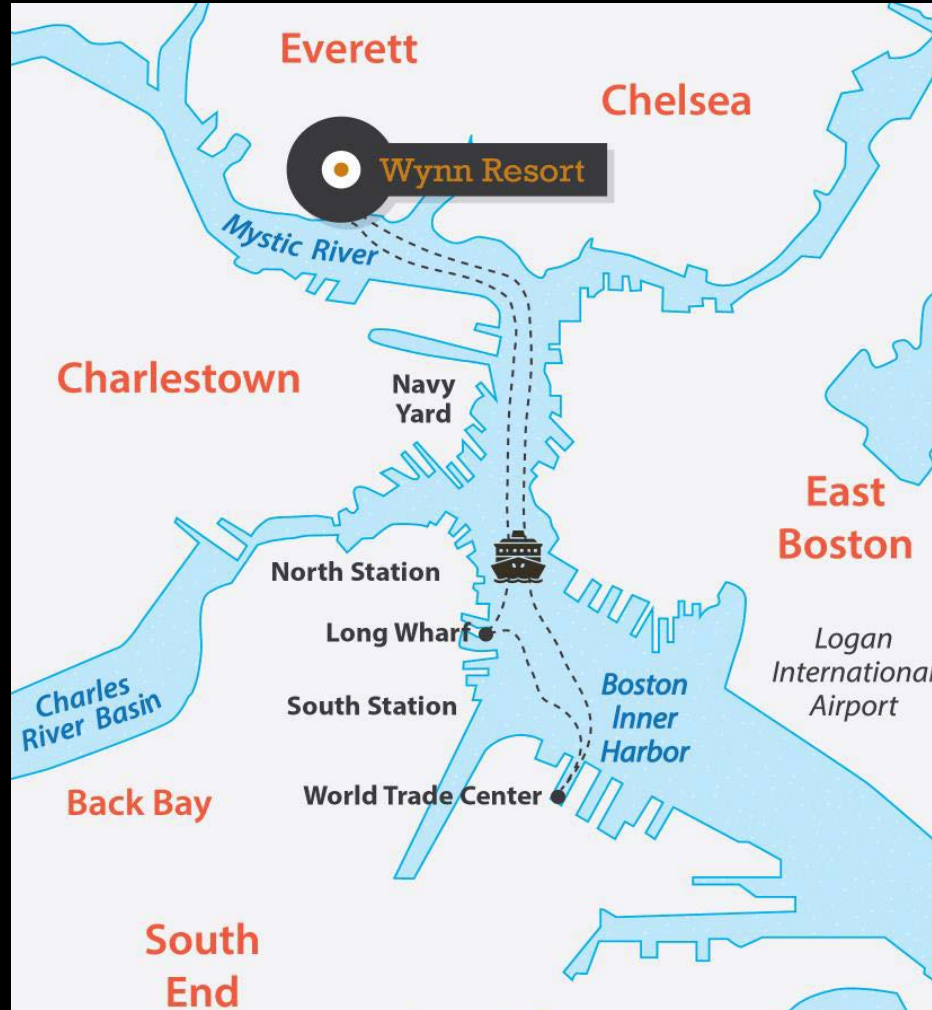 Everett
Chelsea
Wynn Resort
Mystic River
Charlestown
Navy
Yard
East
Boston
North Station
Long Wharf
Logan
International
Airport
Charles
River Basin
South Station
Boston
Inner
Harbor
Back Bay
World Trade Center
South
End